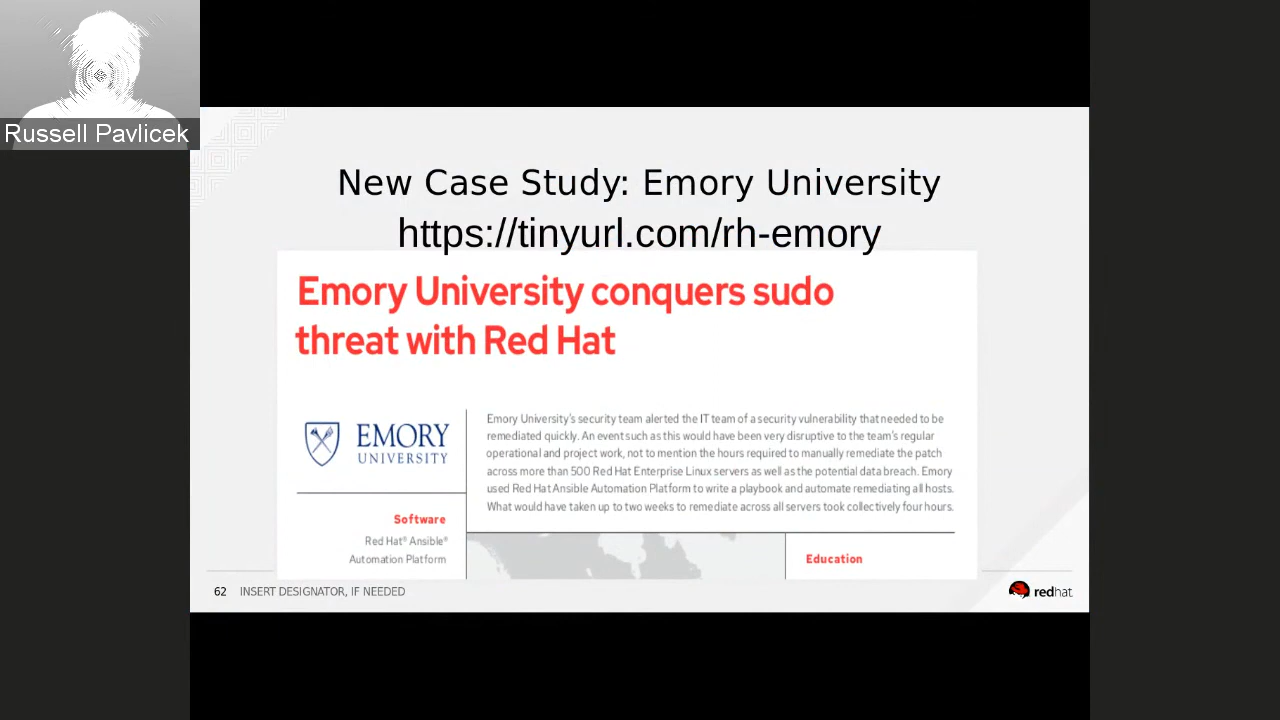 Russell Pavlicek
New Case Study: Emory University
https://tinyurl.com/rh-emory
Emory University conquers sudo
threat with Red Hat
EMORY
UNIVERSITY
Emory University's security team alerted the IT team of a security vulnerability that needed to be
remediated quickly. An event such as this would have been very disruptive to the team's regular
operational and project work, not to mention the hours required to manually remediate the patch
across more than 500 Red Hat Enterprise Linux servers as well as the potential data breach. Emory
used Red Hat Ansible Automation Platform to write a playbook and automate remediating all hosts.
What would have taken up to two weeks to remediate across all servers took collectively four hours.
Software
Red Hat® Ansible®
Automation Platform
Education
62 INSERT DESIGNATOR, IF NEEDED
redhat